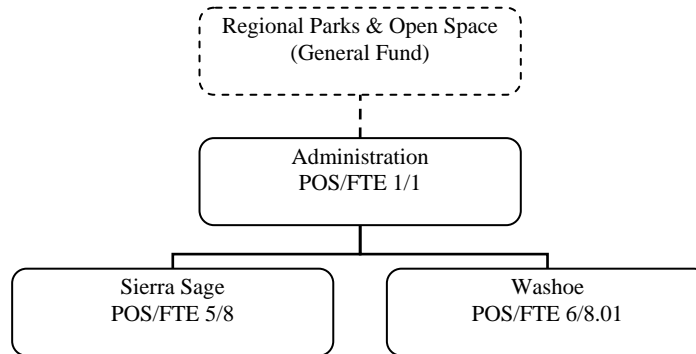 Regional Parks & Open Space
(General Fund)
Administration
POS/FTE 1/1
Sierra Sage
POS/FTE 5/8
Washoe
POS/FTE 6/8.01